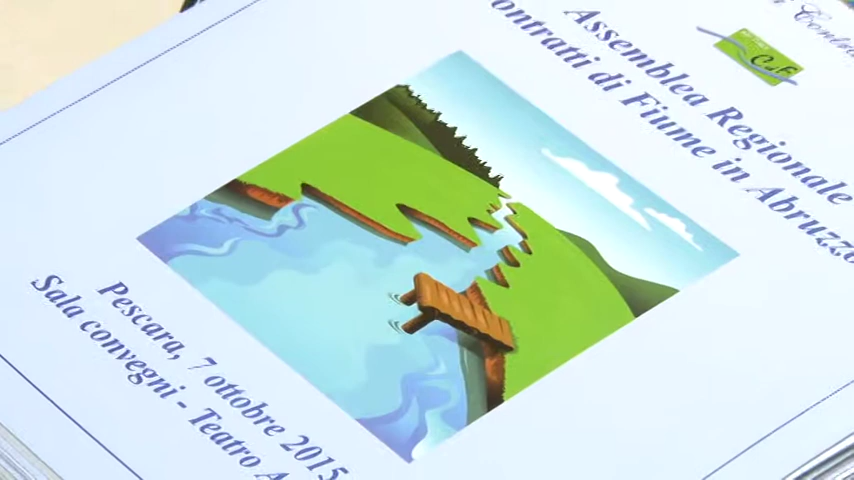 Assemblea Regionale
Contratti di Fiume in Abruzzo
Pescara, 7 ottobre 2015
Sala convegni - Teatro